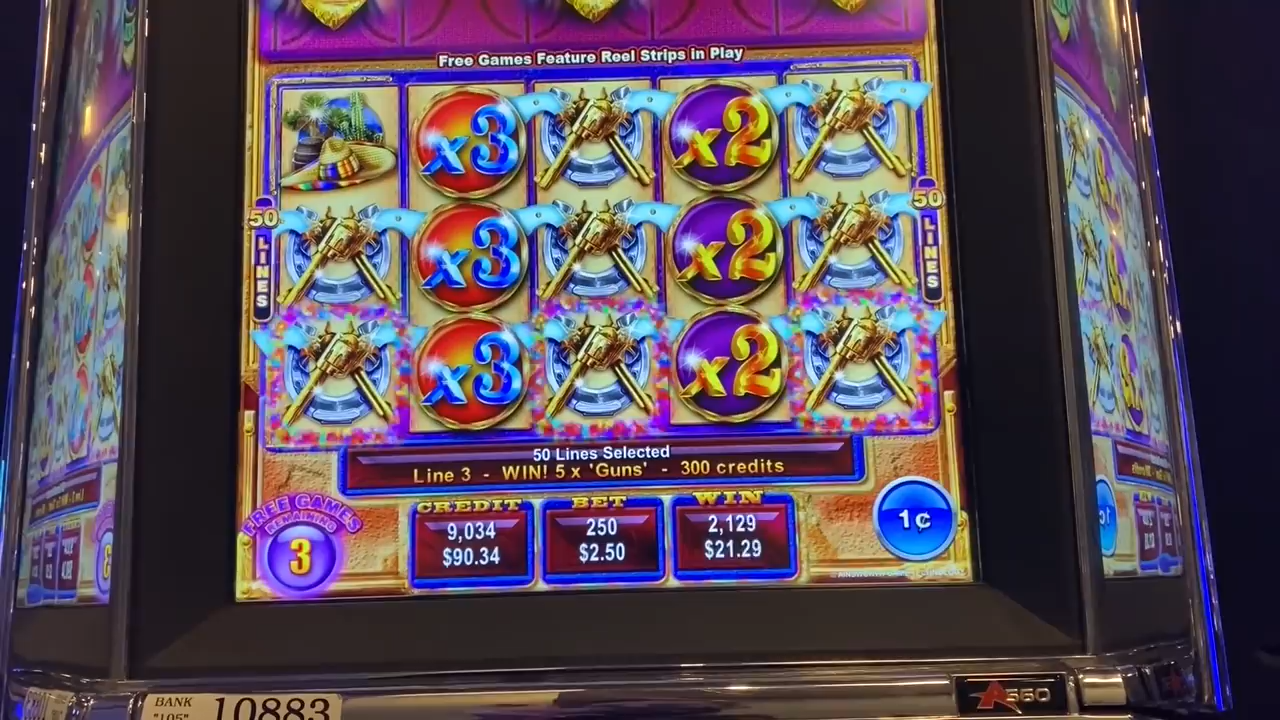 Free Games Feature Reel Strips in Play
x3
x2
x3
x2
x3
x2
50
LINES
50
LINES
50 Lines Selected
Line 3 - WIN! 5 x 'Guns' - 300 credits
FREE GAMES
REMAINING
3
CREDIT
9,034
$90.34
BET
250
$2.50
WIN
2,129
$21.29
1¢
BANK
"105"
10883
A560